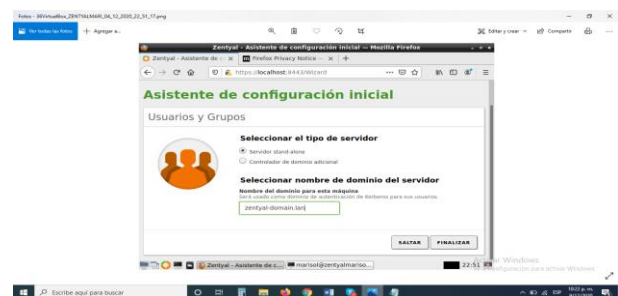 Fotos - 36VirtualBox_ZENTYALMARI_04_12_2020_22_51_17.png
Ver todas las fotos
Agregar a...
Editar y crear
Compartir
Zentyal - Asistente de configuración inicial — Mozilla Firefox
Zentyal - Asistente de
Firefox Privacy Notice —
https://localhost:8443/Wizard
Asistente de configuración inicial
Usuarios y Grupos
Seleccionar el tipo de servidor
Servidor stand-alone
Controlador de dominio adicional
Seleccionar nombre de dominio del servidor
Nombre del dominio para esta máquina
Será usado como dominio de autenticación de Kerberos para sus usuarios.
zentyal-domain.lan
SALTAR
FINALIZAR
Zentyal - Asistente de c...
marisol@zentyalmariso...
22:51
Windows
configuración para activar Windows.
Escribe aquí para buscar
ESP
10:22 p. m.